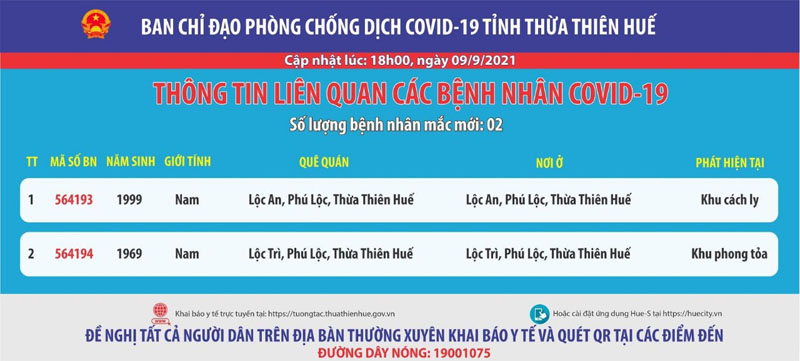 BAN CHỈ ĐẠO PHÒNG CHỐNG DỊCH COVID-19 TỈNH THỪA THIÊN HUẾ
Cập nhật lúc: 18h00, ngày 09/9/2021
THÔNG TIN LIÊN QUAN CÁC BỆNH NHÂN COVID-19
Số lượng bệnh nhân mắc mới: 02
TT MÃ SỐ BN NĂM SINH GIỚI TÍNH QUÊ QUÁN NƠI Ở PHÁT HIỆN TẠI
1 564193 1999 Nam Lộc An, Phú Lộc, Thừa Thiên Huế Lộc An, Phú Lộc, Thừa Thiên Huế Khu cách ly
2 564194 1969 Nam Lộc Trì, Phú Lộc, Thừa Thiên Huế Lộc Trì, Phú Lộc, Thừa Thiên Huế Khu phong tỏa
Khai báo y tế trực tuyến tại: https://tuongtac.thuathienhue.gov.vn Hoặc cài đặt ứng dụng Hue-S tại https://huecity.vn
ĐỀ NGHỊ TẤT CẢ NGƯỜI DÂN TRÊN ĐỊA BÀN THƯỜNG XUYÊN KHAI BÁO Y TẾ VÀ QUÉT QR TẠI CÁC ĐIỂM ĐẾN
ĐƯỜNG DÂY NÓNG: 19001075